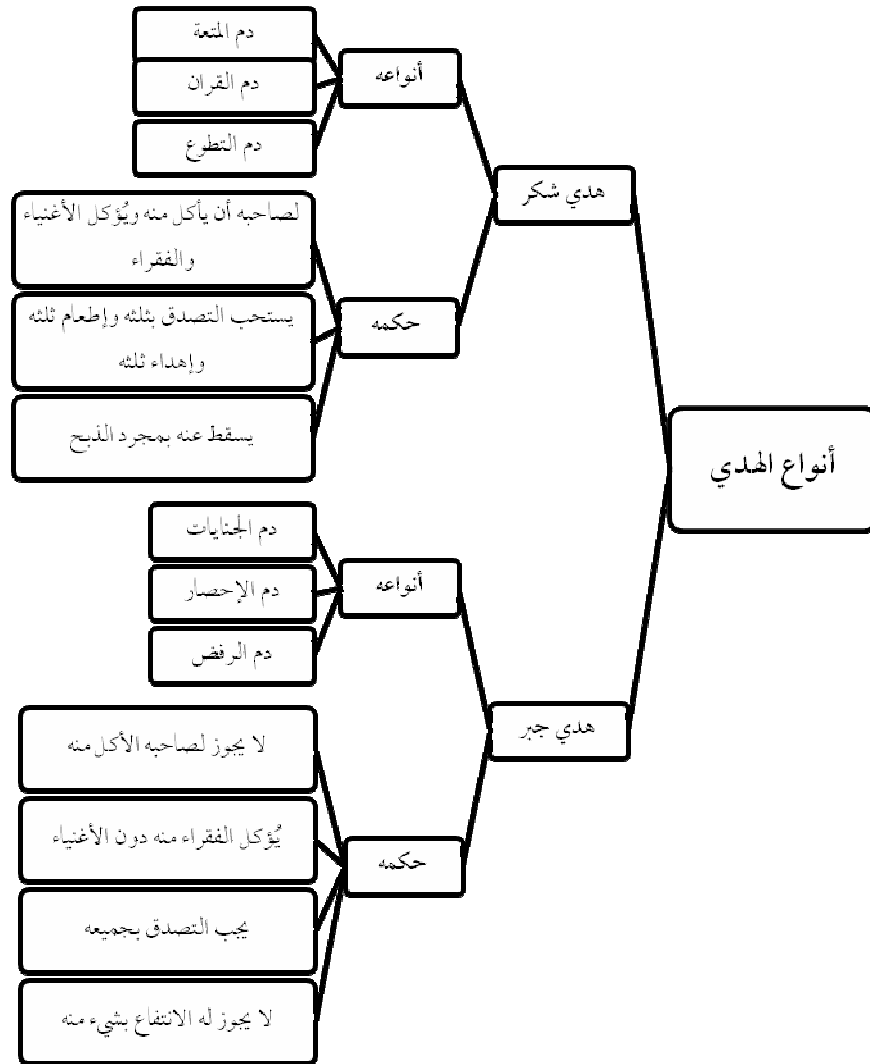 أنواع الهدي
هدي شكر
أنواعه
دم المتعة
دم القران
دم التطوع
حكمه
لصاحبه أن يأكل منه ويُؤكل الأغنياء
والفقراء
يستحب التصدق بثلثه وإطعام ثلثه
وإهداء ثلثه
يسقط عنه بمجرد الذبح
هدي جبر
أنواعه
دم الجنايات
دم الإحصار
دم الرفض
حكمه
لا يجوز لصاحبه الأكل منه
يُؤكل الفقراء منه دون الأغنياء
يجب التصدق بجميعه
لا يجوز له الانتفاع بشيء منه